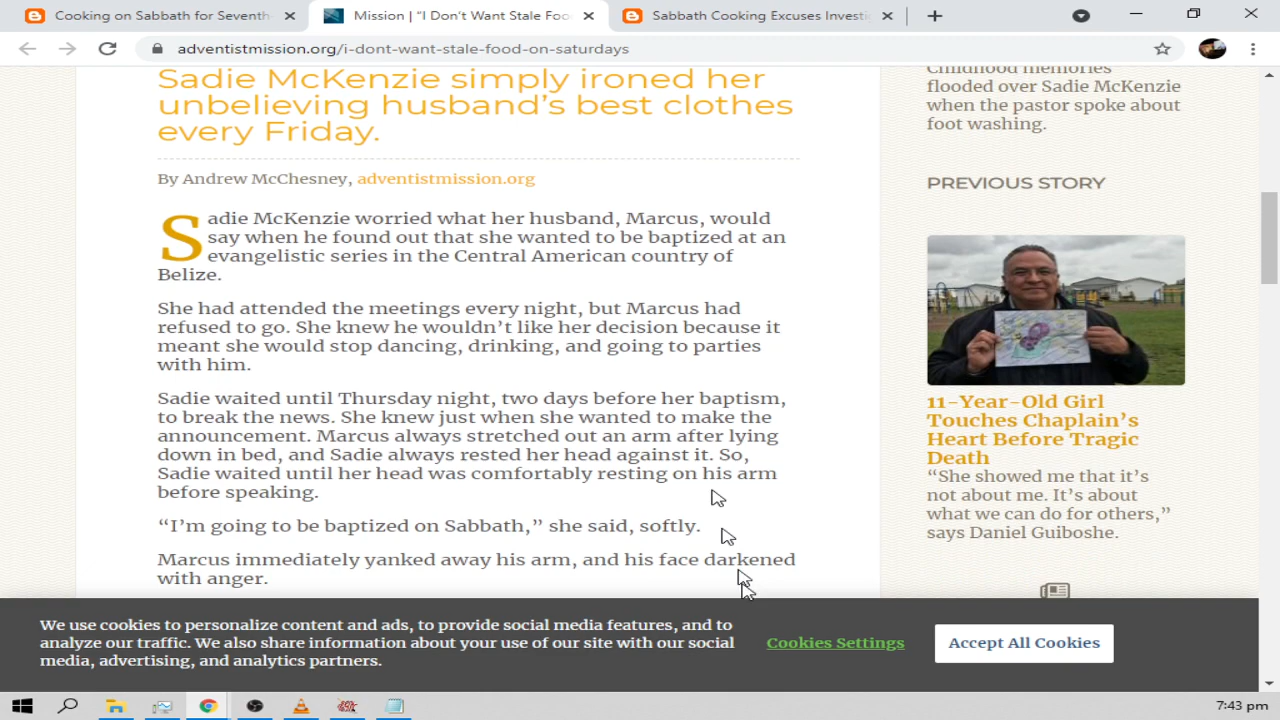 Cooking on Sabbath for Seventh-
Mission | “I Don’t Want Stale Foo
Sabbath Cooking Excuses Investi
adventistmission.org/i-dont-want-stale-food-on-saturdays
Sadie McKenzie simply ironed her
unbelieving husband’s best clothes
every Friday.
By Andrew McChesney, adventistmission.org
Sadie McKenzie worried what her husband, Marcus, would
say when he found out that she wanted to be baptized at an
evangelistic series in the Central American country of
Belize.
She had attended the meetings every night, but Marcus had
refused to go. She knew he wouldn’t like her decision because it
meant she would stop dancing, drinking, and going to parties
with him.
Sadie waited until Thursday night, two days before her baptism,
to break the news. She knew just when she wanted to make the
announcement. Marcus always stretched out an arm after lying
down in bed, and Sadie always rested her head against it. So,
Sadie waited until her head was comfortably resting on his arm
before speaking.
“I’m going to be baptized on Sabbath,” she said, softly.
Marcus immediately yanked away his arm, and his face darkened
with anger.
Childhood memories
flooded over Sadie McKenzie
when the pastor spoke about
foot washing.
PREVIOUS STORY
11-Year-Old Girl
Touches Chaplain’s
Heart Before Tragic
Death
“She showed me that it’s
not about me. It’s about
what we can do for others,”
says Daniel Guiboshe.
We use cookies to personalize content and ads, to provide social media features, and to
analyze our traffic. We also share information about your use of our site with our social
media, advertising, and analytics partners.
Cookies Settings
Accept All Cookies
7:43 pm